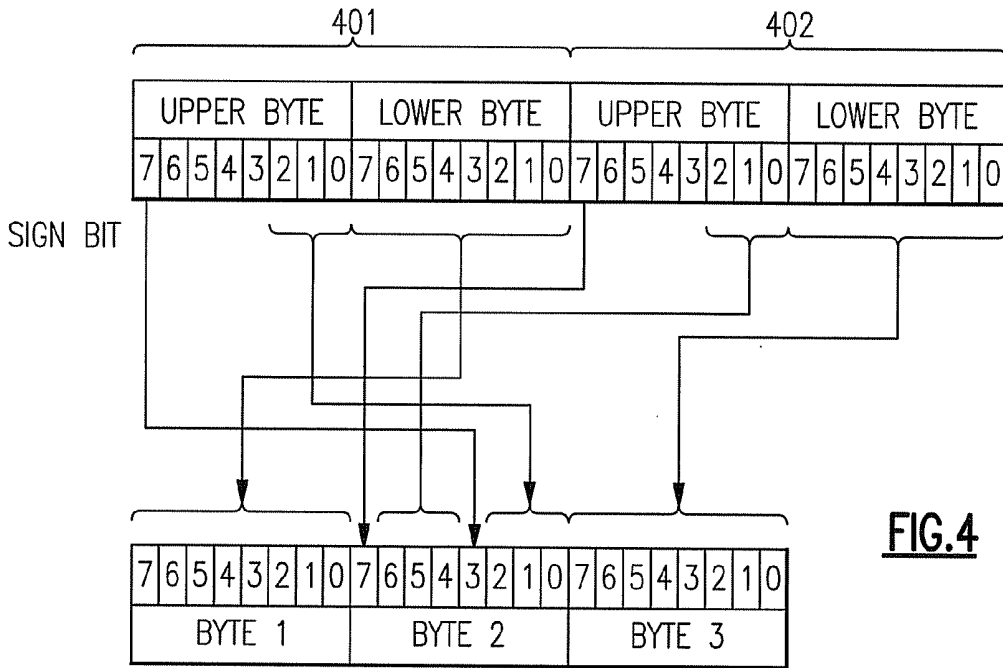 401 402
UPPER BYTE LOWER BYTE UPPER BYTE LOWER BYTE
7 6 5 4 3 2 1 0 7 6 5 4 3 2 1 0 7 6 5 4 3 2 1 0 7 6 5 4 3 2 1 0
SIGN BIT
FIG.4
7 6 5 4 3 2 1 0 7 6 5 4 3 2 1 0 7 6 5 4 3 2 1 0
BYTE 1 BYTE 2 BYTE 3